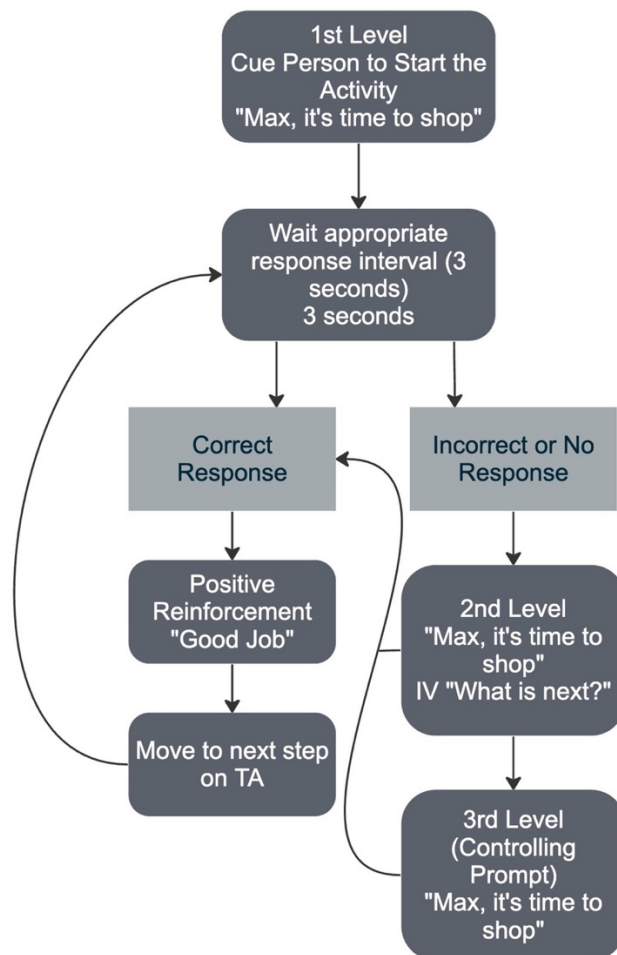 1st Level
Cue Person to Start the
Activity
"Max, it's time to shop"
Wait appropriate
response interval (3
seconds)
3 seconds
Correct
Response
Incorrect or No
Response
Positive
Reinforcement
"Good Job"
2nd Level
"Max, it's time to
shop"
IV "What is next?"
Move to next step
on TA
3rd Level
(Controlling
Prompt)
"Max, it's time to
shop"